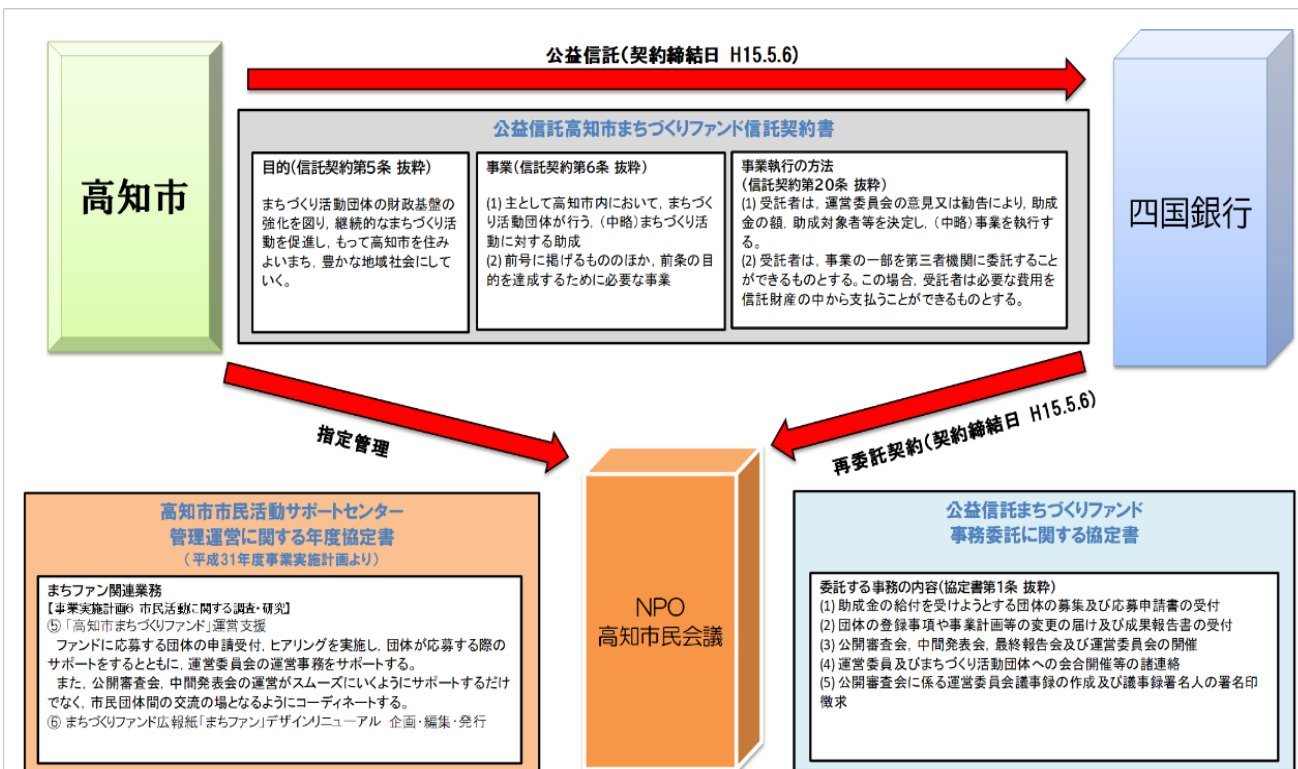 公益信託(契約締結日 H15.5.6)
高知市
四国銀行
公益信託高知市まちづくりファンド信託契約書
目的(信託契約第5条 抜粋)
まちづくり活動団体の財政基盤の
強化を図り，継続的なまちづくり活
動を促進し，もって高知市を住み
よいまち，豊かな地域社会にして
いく。
事業(信託契約第6条 抜粋)
(1) 主として高知市内において，まちづく
り活動団体が行う，(中略)まちづくり活
動に対する助成
(2) 前号に掲げるもののほか，前条の目
的を達成するために必要な事業
事業執行の方法
(信託契約第20条 抜粋)
(1) 受託者は，運営委員会の意見又は勧告により，助成
金の額，助成対象者等を決定し，(中略)事業を執行す
る。
(2) 受託者は，事業の一部を第三者機関に委託すること
ができるものとする。この場合，受託者は必要な費用を
信託財産の中から支払うことができるものとする。
指定管理
再委託契約(契約締結日 H15.5.6)
高知市市民活動サポートセンター
管理運営に関する年度協定書
(平成31年度事業実施計画より)
まちファン関連業務
【事業実施計画6 市民活動に関する調査・研究】
⑤「高知市まちづくりファンド」運営支援
ファンドに応募する団体の申請受付，ヒアリングを実施し，団体が応募する際の
サポートをするとともに，運営委員会の運営事務をサポートする。
また，公開審査会，中間発表会の運営がスムーズにいくようにサポートするだけ
でなく，市民団体間の交流の場となるようにコーディネートする。
⑥ まちづくりファンド広報紙「まちファン」デザインリニューアル 企画・編集・発行
NPO
高知市民会議
公益信託まちづくりファンド
事務委託に関する協定書
委託する事務の内容(協定書第1条 抜粋)
(1) 助成金の給付を受けようとする団体の募集及び応募申請書の受付
(2) 団体の登録事項や事業計画等の変更の届け及び成果報告書の受付
(3) 公開審査会，中間発表会，最終報告会及び運営委員会の開催
(4) 運営委員及びまちづくり活動団体への会合開催等の諸連絡
(5) 公開審査会に係る運営委員会議事録の作成及び議事録署名人の署名印
徴求